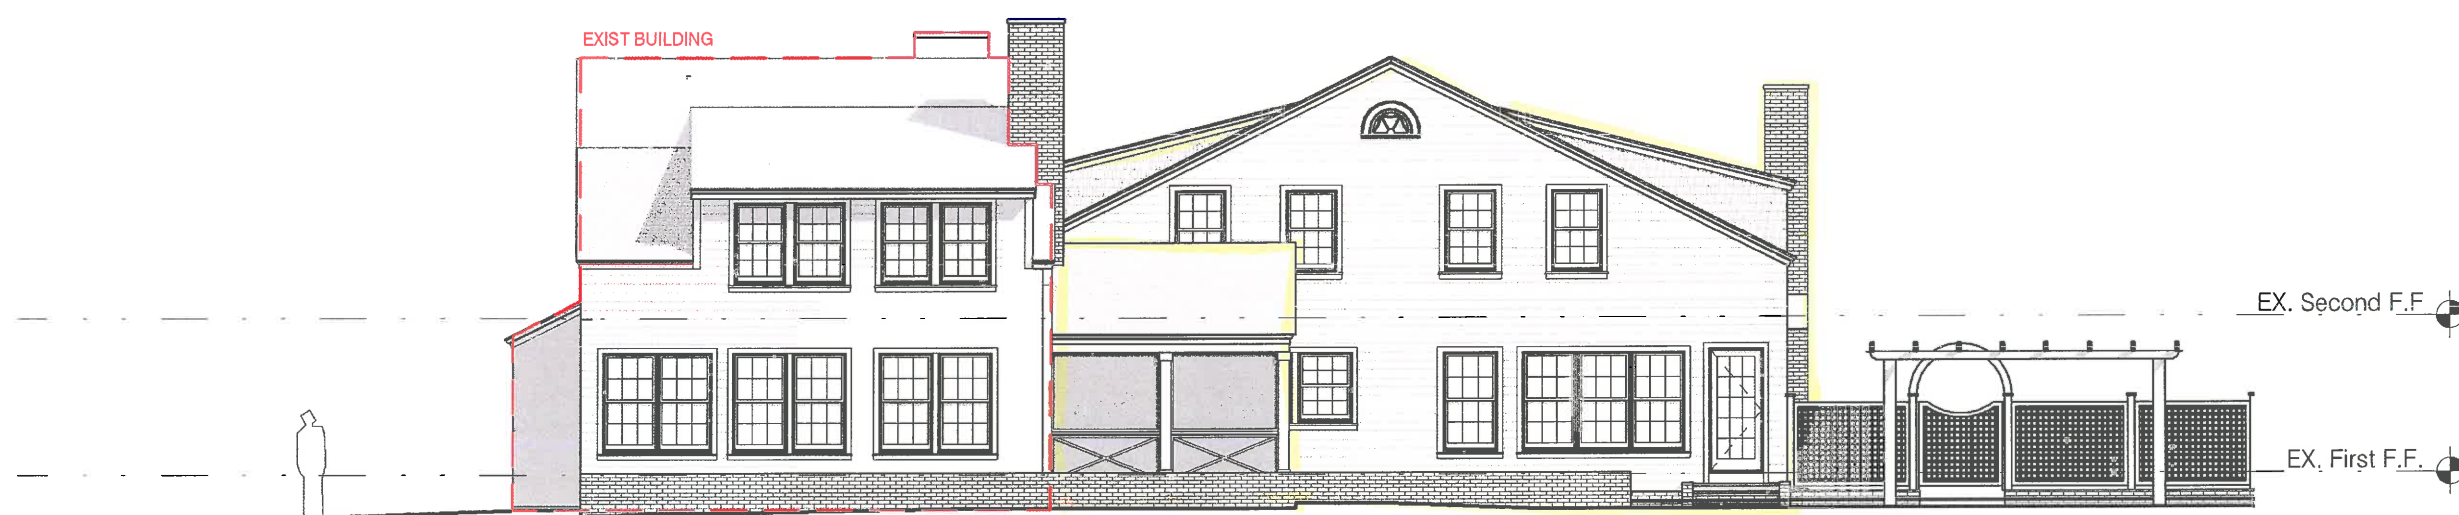 EXIST BUILDING
EX. Second F.F
EX. First F.F.